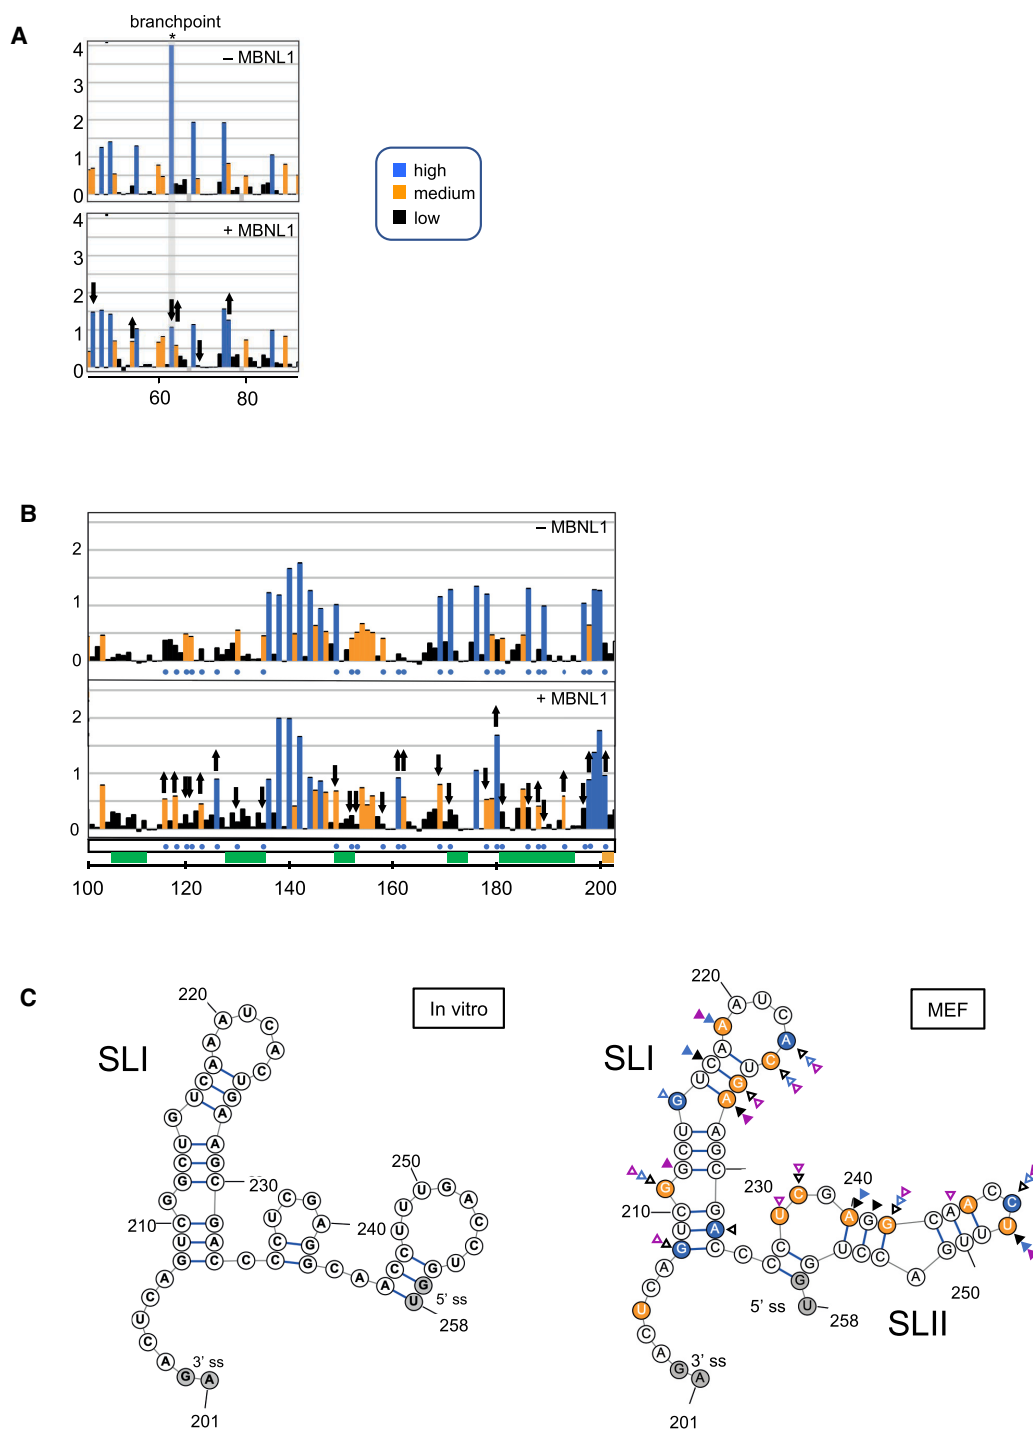 A
branchpoint
*
4
– MBNL1
3
2
1
0
high
medium
low
4
+ MBNL1
3
2
1
0
60 80
B
– MBNL1
2
1
0
+ MBNL1
2
1
0
100 120 140 160 180 200
C
In vitro
MEF
SLI
220
210
230
240
250
5' ss
258
3' ss
201
SLI
220
210
230
240
250
5' ss
258
SLII
3' ss
201